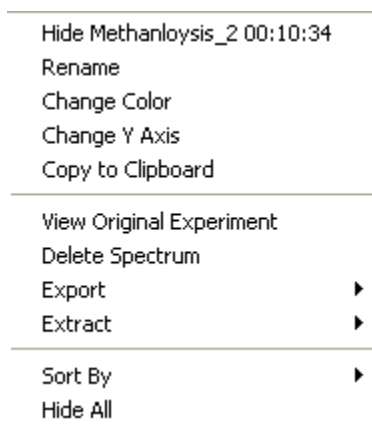 Hide Methanloysis_2 00:10:34
Rename
Change Color
Change Y Axis
Copy to Clipboard
View Original Experiment
Delete Spectrum
Export
Extract
Sort By
Hide All